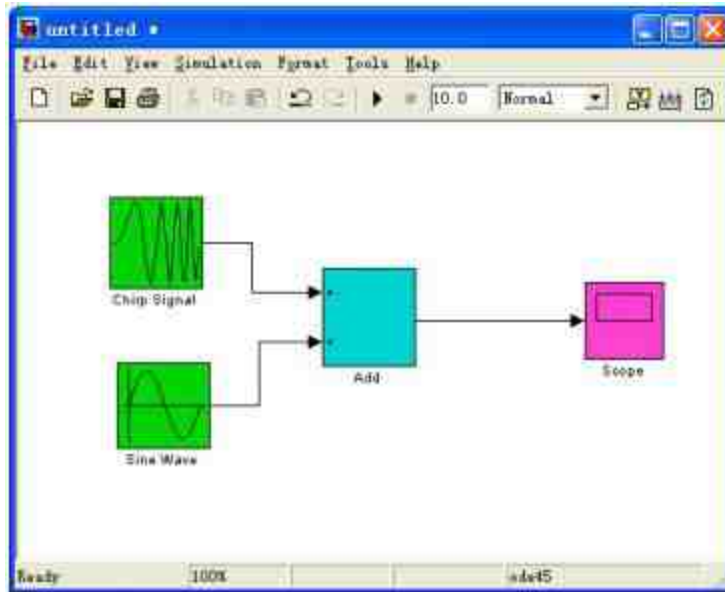 untitled *
File Edit View Simulation Format Tools Help
10.0 Normal
Chirp Signal
Add
Scope
Sine Wave
Ready 100% ode45